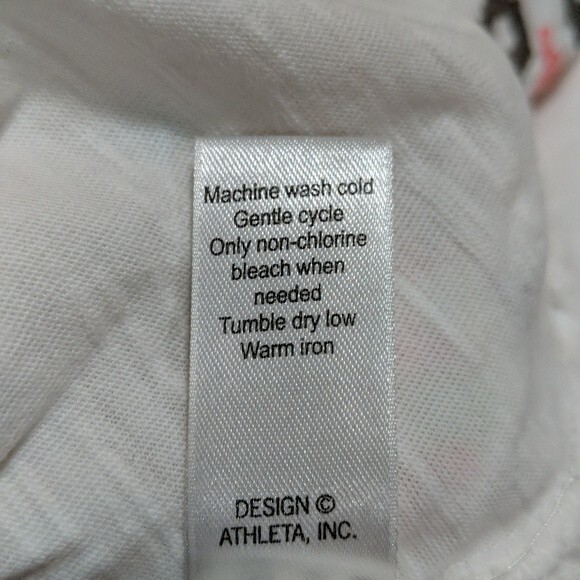 Machine wash cold
Gentle cycle
Only non-chlorine
bleach when
needed
Tumble dry low
Warm iron
DESIGN ©
ATHLETA, INC.